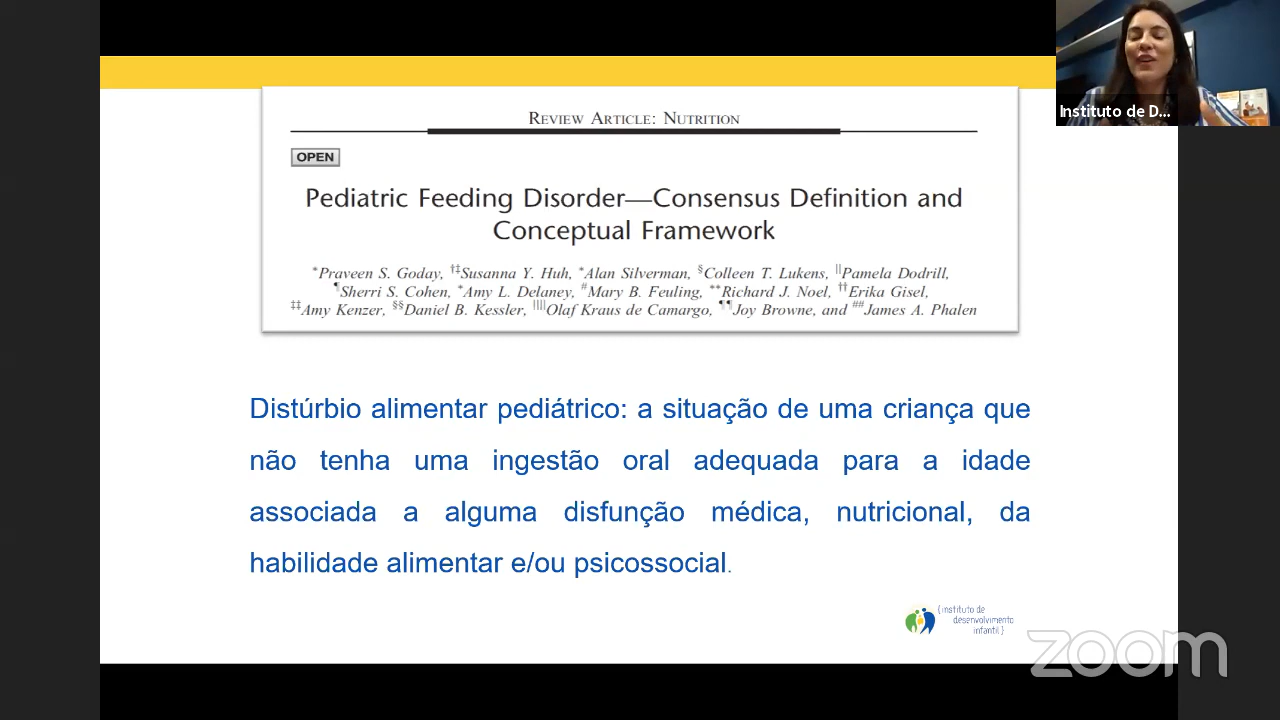 REVIEW ARTICLE: NUTRITION
OPEN
Pediatric Feeding Disorder—Consensus Definition and
Conceptual Framework
*Praveen S. Goday, †‡Susanna Y. Huh, *Alan Silverman, §Colleen T. Lukens, ||Pamela Dodrill,
¶Sherri S. Cohen, *Amy L. Delaney, #Mary B. Feuling, **Richard J. Noel, ††Erika Gisel,
‡‡Amy Kenzer, §§Daniel B. Kessler, ||||Olaf Kraus de Camargo, ¶¶Joy Browne, and ##James A. Phalen
Distúrbio alimentar pediátrico: a situação de uma criança que
não tenha uma ingestão oral adequada para a idade
associada a alguma disfunção médica, nutricional, da
habilidade alimentar e/ou psicossocial.
{instituto de
desenvolvimento
infantil}
zoom
Instituto de D...